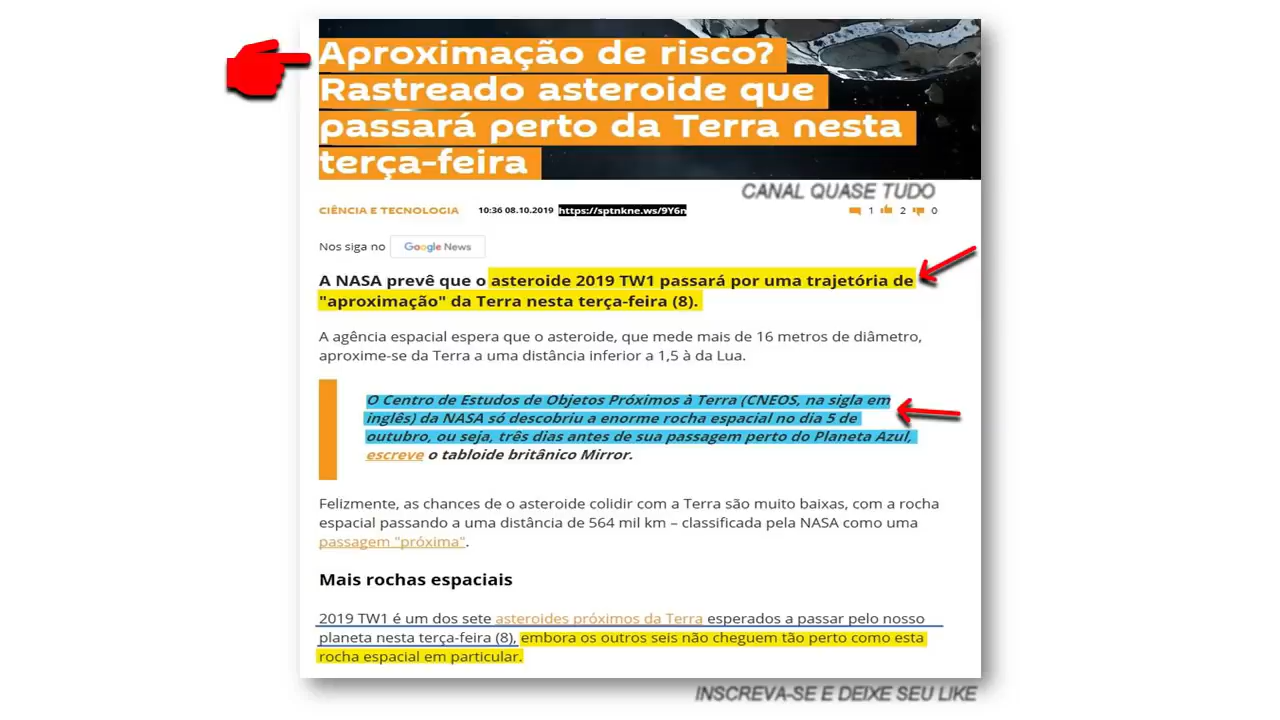 Aproximação de risco?
Rastreado asteroide que
passará perto da Terra nesta
terça-feira
CANAL QUASE TUDO
CIÊNCIA E TECNOLOGIA 10:36 08.10.2019 https://sptnkne.ws/9Y6n 1 2 0
Nos siga no Google News
A NASA prevê que o asteroide 2019 TW1 passará por uma trajetória de
"aproximação" da Terra nesta terça-feira (8).
A agência espacial espera que o asteroide, que mede mais de 16 metros de diâmetro,
aproxime-se da Terra a uma distância inferior a 1,5 à da Lua.
O Centro de Estudos de Objetos Próximos à Terra (CNEOS, na sigla em
inglês) da NASA só descobriu a enorme rocha espacial no dia 5 de
outubro, ou seja, três dias antes de sua passagem perto do Planeta Azul,
escreve o tabloide britânico Mirror.
Felizmente, as chances de o asteroide colidir com a Terra são muito baixas, com a rocha
espacial passando a uma distância de 564 mil km – classificada pela NASA como uma
passagem "próxima".
Mais rochas espaciais
2019 TW1 é um dos sete asteroides próximos da Terra esperados a passar pelo nosso
planeta nesta terça-feira (8), embora os outros seis não cheguem tão perto como esta
rocha espacial em particular.
INSCREVA-SE E DEIXE SEU LIKE